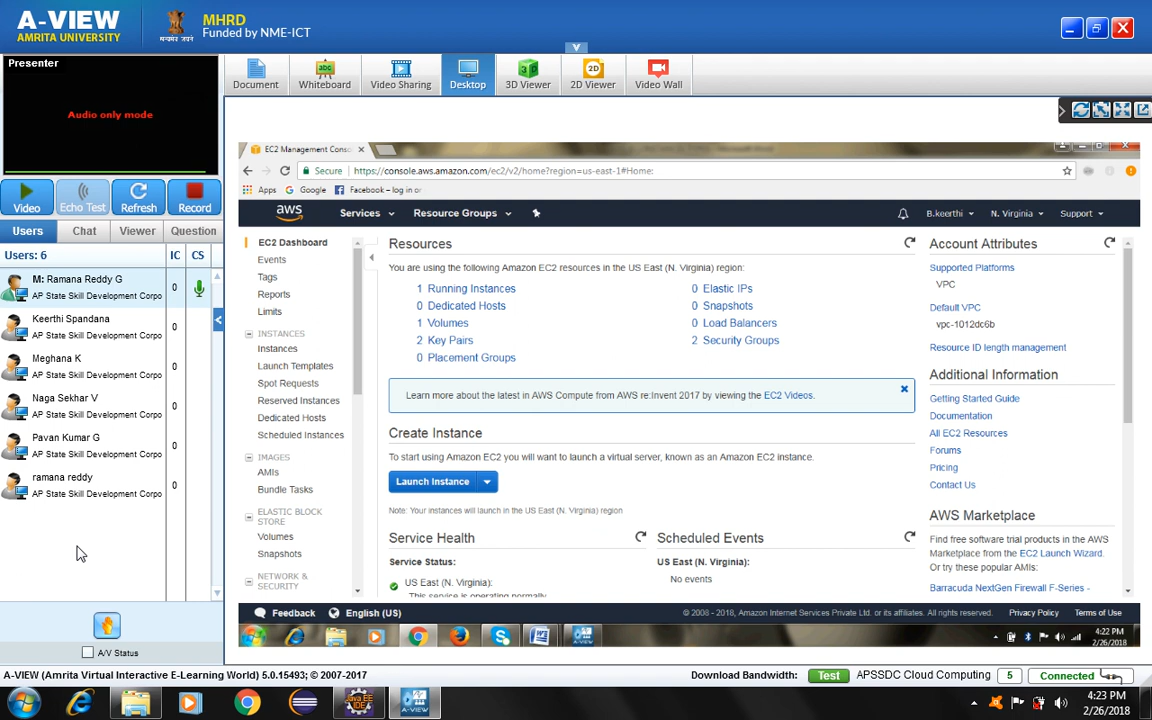 A-VIEW
AMRITA UNIVERSITY
MHRD
Funded by NME-ICT
Presenter
Audio only mode
Document
Whiteboard
Video Sharing
Desktop
3D Viewer
2D Viewer
Video Wall
Video
Echo Test
Refresh
Record
Users
Chat
Viewer
Question
Users: 6
IC
CS
M: Ramana Reddy G
AP State Skill Development Corpo
0
Keerthi Spandana
AP State Skill Development Corpo
0
Meghana K
AP State Skill Development Corpo
0
Naga Sekhar V
AP State Skill Development Corpo
0
Pavan Kumar G
AP State Skill Development Corpo
0
ramana reddy
AP State Skill Development Corpo
0
A/V Status
EC2 Management Conso
Secure
https://console.aws.amazon.com/ec2/v2/home?region=us-east-1#Home:
Apps
Google
Facebook – log in or
aws
Services
Resource Groups
B.keerthi
N. Virginia
Support
EC2 Dashboard
Events
Tags
Reports
Limits
INSTANCES
Instances
Launch Templates
Spot Requests
Reserved Instances
Dedicated Hosts
Scheduled Instances
IMAGES
AMIs
Bundle Tasks
ELASTIC BLOCK
STORE
Volumes
Snapshots
NETWORK &
SECURITY
Resources
You are using the following Amazon EC2 resources in the US East (N. Virginia) region:
1 Running Instances
0 Dedicated Hosts
1 Volumes
2 Key Pairs
0 Placement Groups
0 Elastic IPs
0 Snapshots
0 Load Balancers
2 Security Groups
Learn more about the latest in AWS Compute from AWS re:Invent 2017 by viewing the EC2 Videos.
Create Instance
To start using Amazon EC2 you will want to launch a virtual server, known as an Amazon EC2 instance.
Launch Instance
Note: Your instances will launch in the US East (N. Virginia) region
Service Health
Service Status:
US East (N. Virginia):
This service is operating normally
Scheduled Events
US East (N. Virginia):
No events
Account Attributes
Supported Platforms
VPC
Default VPC
vpc-1012dc6b
Resource ID length management
Additional Information
Getting Started Guide
Documentation
All EC2 Resources
Forums
Pricing
Contact Us
AWS Marketplace
Find free software trial products in the AWS
Marketplace from the EC2 Launch Wizard.
Or try these popular AMIs:
Barracuda NextGen Firewall F-Series -
Feedback
English (US)
© 2008 - 2018, Amazon Internet Services Private Ltd. or its affiliates. All rights reserved.
Privacy Policy
Terms of Use
4:22 PM
2/26/2018
A-VIEW (Amrita Virtual Interactive E-Learning World) 5.0.15493; © 2007-2017
Download Bandwidth:
Test
APSSDC Cloud Computing
5
Connected
4:23 PM
2/26/2018